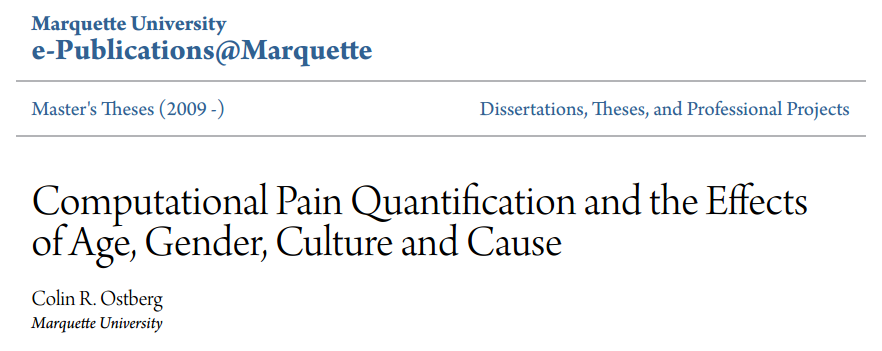 Marquette University
e-Publications@Marquette
Master's Theses (2009 -)
Dissertations, Theses, and Professional Projects
Computational Pain Quantification and the Effects
of Age, Gender, Culture and Cause
Colin R. Ostberg
Marquette University